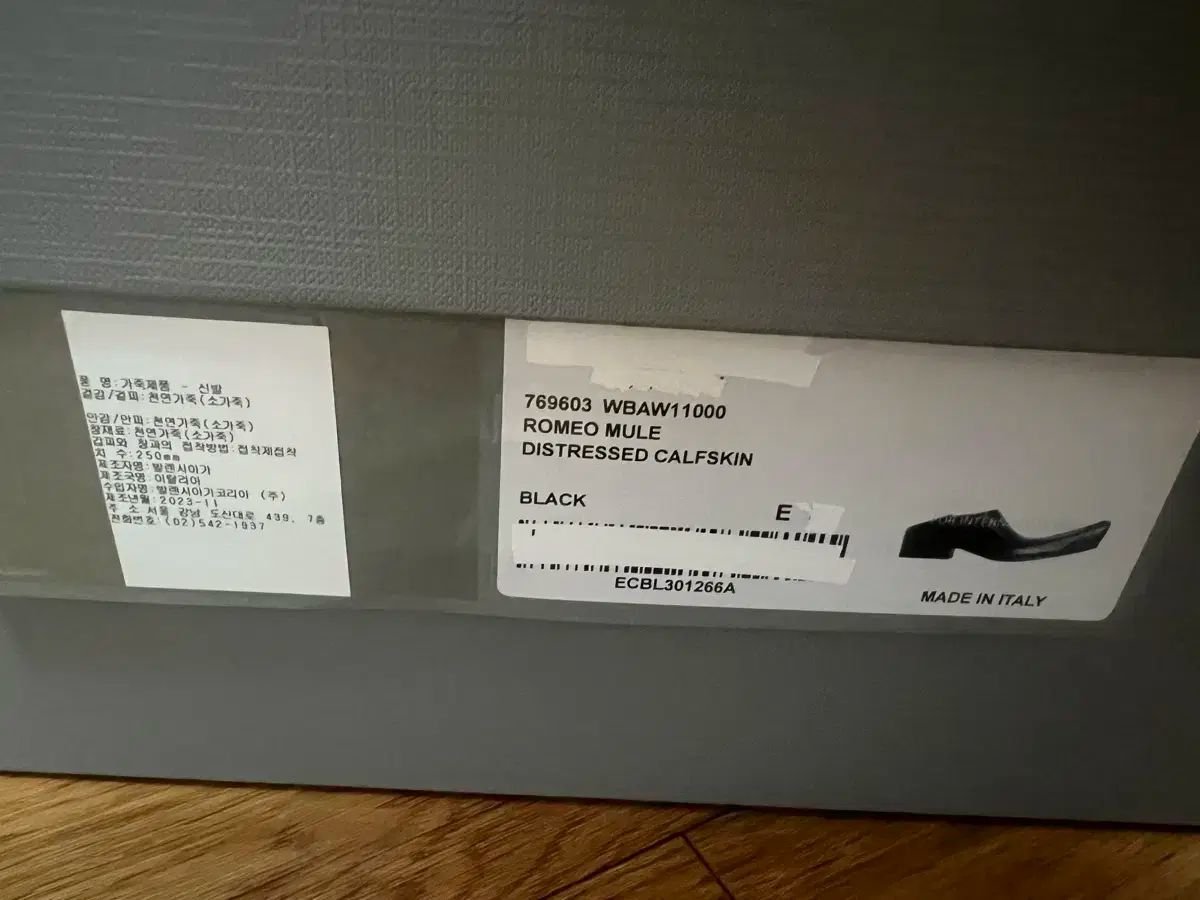 품 명:가죽제품 - 신발
겉감/겉피:천연가죽(소가죽)
안감/안피:천연가죽(소가죽)
창재료:천연가죽(소가죽)
갑피와 창과의 접착방법:접착제접착
치 수:250mm
제조자명:발렌시아가
제조국명:이탈리아
수입자명:발렌시아가코리아 (주)
제조년월:2023-11
주 소 서울 강남 도산대로 439, 7층
전화번호:(02)542-1937
769603 WBAW11000
ROMEO MULE
DISTRESSED CALFSKIN
BLACK
E
ECBL301266A
MADE IN ITALY